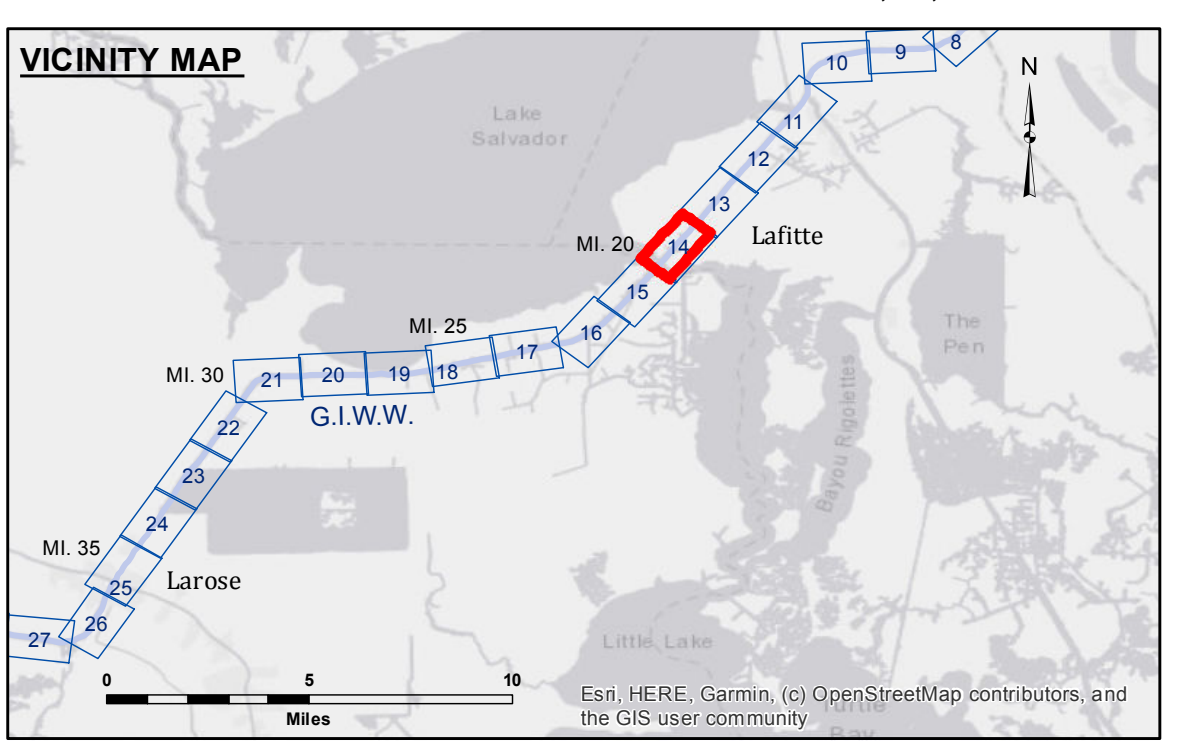 VICINITY MAP
8
9
10
N
Lake
Salvador
11
12
13
Lafitte
MI. 20
14
15
The
Pen
MI. 25
16
17
MI. 30
21
20
19
18
G.I.W.W.
Bayou Rigolettes
22
23
24
MI. 35
25
Larose
26
27
Little Lake
0
5
10
Miles
Esri, HERE, Garmin, (c) OpenStreetMap contributors, and
the GIS user community
Turtle
Bay